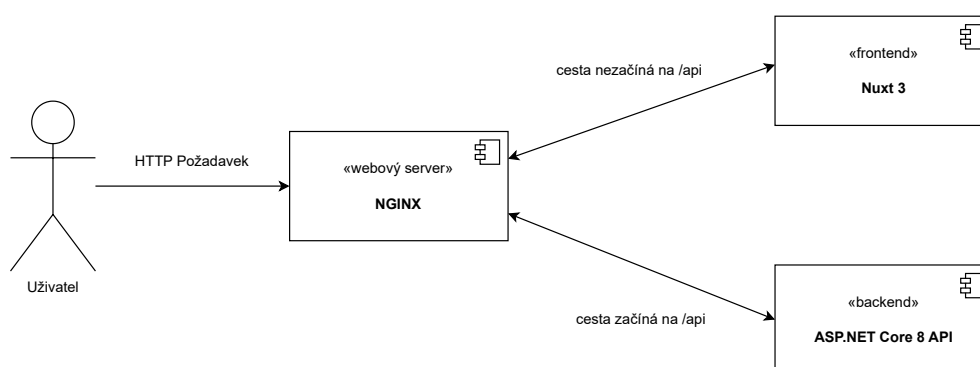 cesta nezačíná na /api
«frontend»
Nuxt 3
HTTP Požadavek
«webový server»
NGINX
Uživatel
cesta začíná na /api
«backend»
ASP.NET Core 8 API